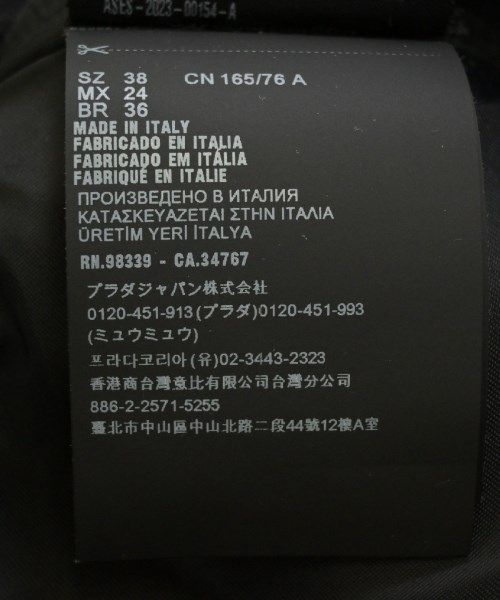 ASES-2023-00154-A
SZ 38 CN 165/76 A
MX 24
BR 36
MADE IN ITALY
FABRICADO EN ITALIA
FABRICADO EM ITÁLIA
FABRIQUÉ EN ITALIE
ПРОИЗВЕДЕНО В ИТАЛИЯ
ΚΑΤΑΣΚΕΥΑΖΕΤΑΙ ΣΤΗΝ ΙΤΑΛΙΑ
ÜRETİM YERİ İTALYA
RN.98339 - CA.34767
プラダジャパン株式会社
0120-451-913 (プラダ)0120-451-993
(ミュウミュウ)
프라다코리아 (유)02-3443-2323
香港商台灣意比有限公司台灣分公司
886-2-2571-5255
臺北市中山區中山北路二段44號12樓A室